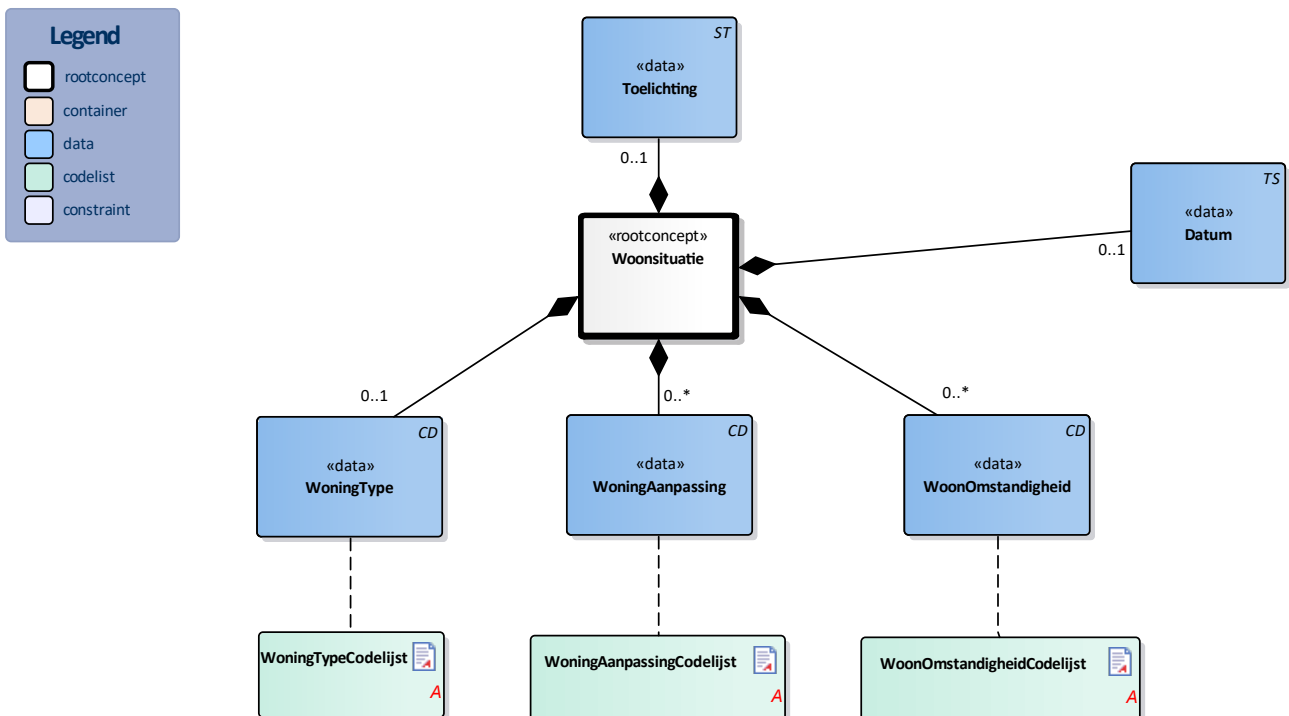 Legend
rootconcept
container
data
codelist
constraint
ST
«data»
Toelichting
0..1
TS
«data»
Datum
0..1
«rootconcept»
Woonsituatie
0..1
0..*
0..*
CD
«data»
WoningType
CD
«data»
WoningAanpassing
CD
«data»
WoonOmstandigheid
WoningTypeCodelijst
A
WoningAanpassingCodelijst
A
WoonOmstandigheidCodelijst
A